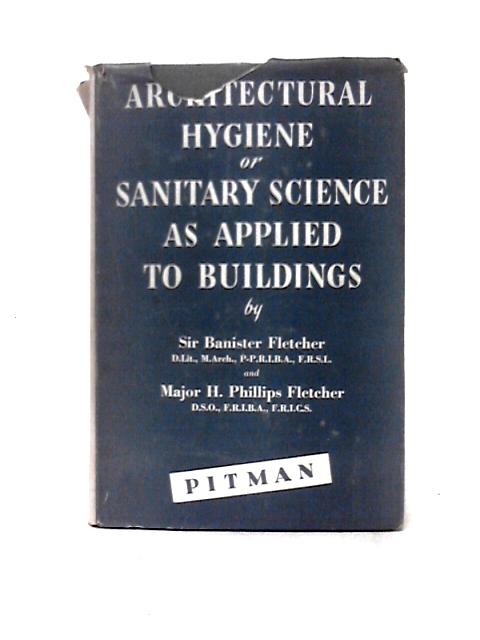 ARCHITECTURAL
HYGIENE
or
SANITARY SCIENCE
AS APPLIED
TO BUILDINGS
by
Sir Banister Fletcher
D.Lit., M.Arch., P-P.R.I.B.A., F.R.S.L.
and
Major H. Phillips Fletcher
D.S.O., F.R.I.B.A., F.R.I.C.S.
PITMAN